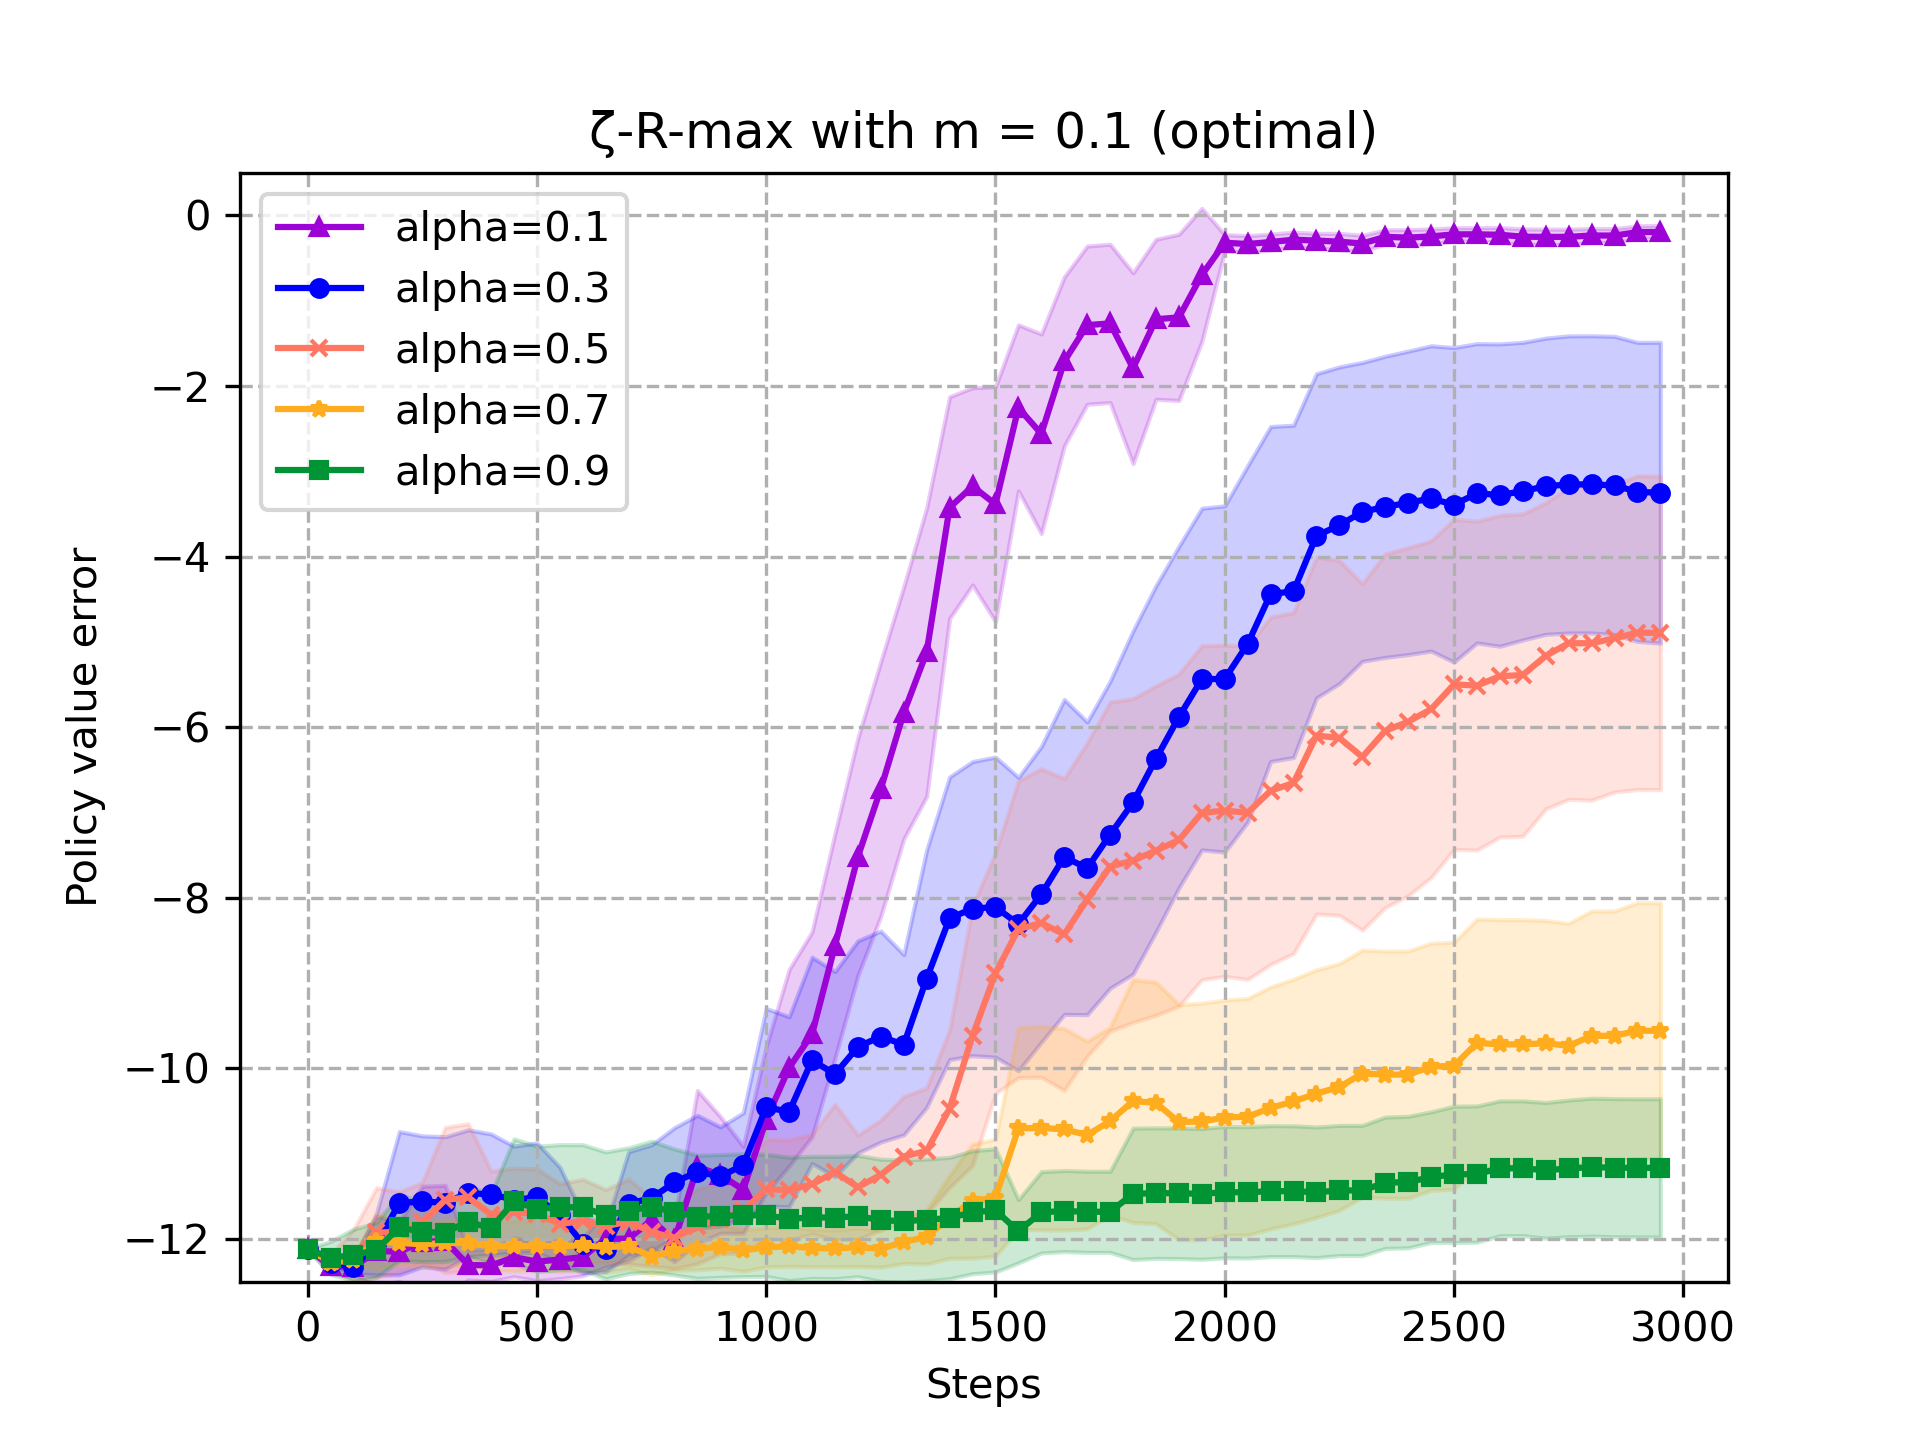 ζ-R-max with m = 0.1 (optimal)
alpha=0.1
alpha=0.3
alpha=0.5
alpha=0.7
alpha=0.9
Policy value error
0
−2
−4
−6
−8
−10
−12
0 500 1000 1500 2000 2500 3000
Steps